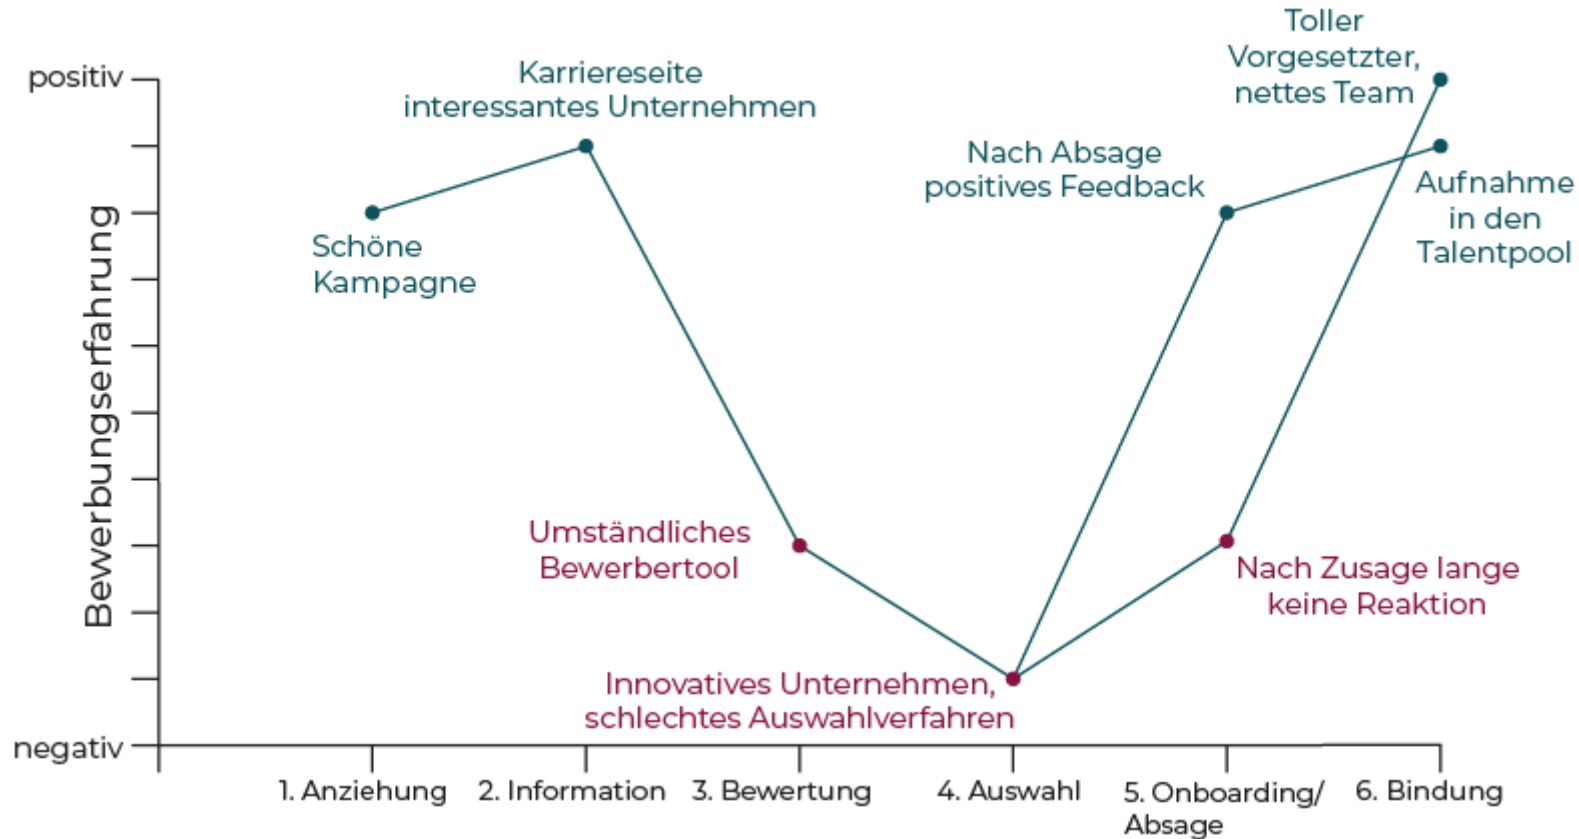 Toller
Vorgesetzter,
nettes Team
positiv
Karriereseite
interessantes Unternehmen
Nach Absage
positives Feedback
Aufnahme
in den
Talentpool
Schöne
Kampagne
Bewerbungserfahrung
Umständliches
Bewerbertool
Nach Zusage lange
keine Reaktion
Innovatives Unternehmen,
schlechtes Auswahlverfahren
negativ
1. Anziehung
2. Information
3. Bewertung
4. Auswahl
5. Onboarding/
Absage
6. Bindung